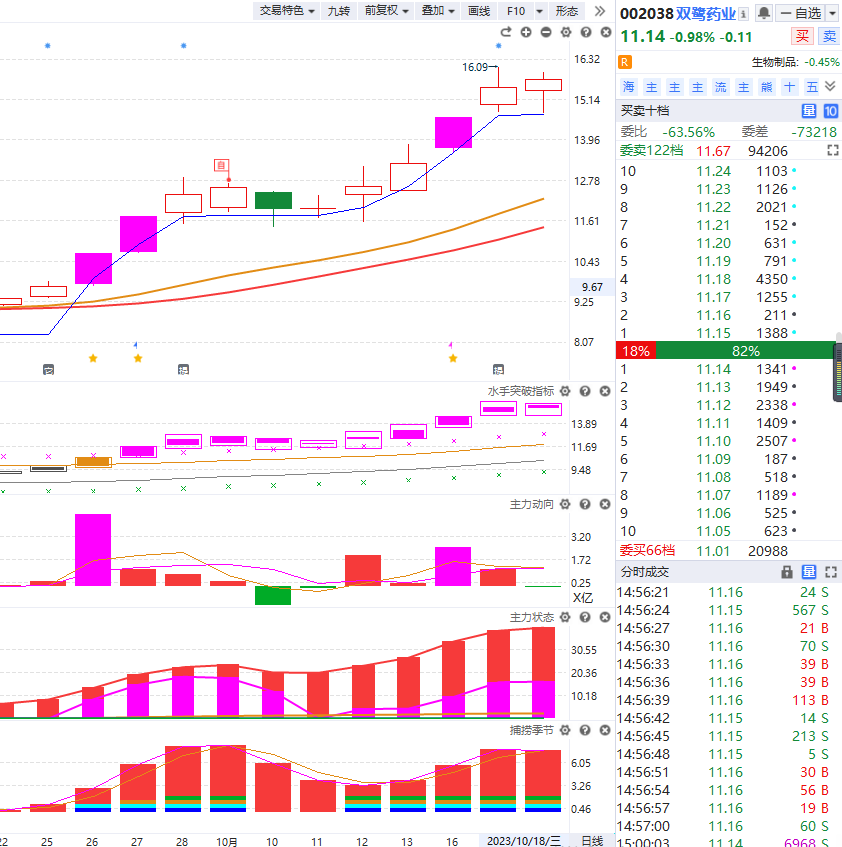 交易特色 九转 前复权 叠加 画线 F10 形态
16.32
15.14
13.96
12.78
11.61
10.43
9.67
9.25
8.07
16.09
自
水手突破指标
13.89
11.69
9.48
主力动向
3.20
1.72
0.25
X亿
主力状态
30.55
20.36
10.18
捕捞季节
6.05
3.26
0.46
22 25 26 27 28 10月 10 11 12 13 16 2023/10/18/三 日线
002038 双鹭药业 自选
11.14 -0.98% -0.11 买 卖
R 生物制品: -0.45%
海 主 主 主 流 主 熊 十 五
买卖十档 量 10
委比 -63.56% 委差 -73218
委卖122档 11.67 94206
10 11.24 1103
9 11.23 1126
8 11.22 2021
7 11.21 152
6 11.20 631
5 11.19 791
4 11.18 4350
3 11.17 1255
2 11.16 211
1 11.15 1388
18% 82%
1 11.14 1341
2 11.13 1949
3 11.12 2338
4 11.11 1409
5 11.10 2507
6 11.09 187
7 11.08 518
8 11.07 1189
9 11.06 525
10 11.05 623
委买66档 11.01 20988
分时成交 量
14:56:21 11.16 24 S
14:56:24 11.15 567 S
14:56:27 11.16 21 B
14:56:30 11.16 70 S
14:56:33 11.16 39 B
14:56:36 11.16 39 B
14:56:39 11.16 113 B
14:56:42 11.15 14 S
14:56:45 11.15 213 S
14:56:48 11.15 5 S
14:56:51 11.16 30 B
14:56:54 11.16 56 B
14:56:57 11.16 19 B
14:57:00 11.16 60 S
15:00:03 11.14 6968 S